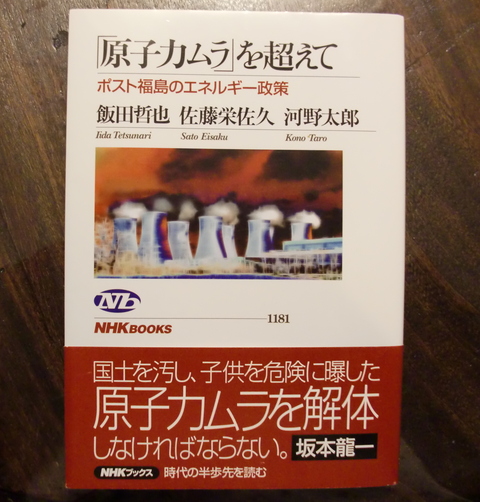 「原子力ムラ」を超えて
ポスト福島のエネルギー政策
飯田哲也 佐藤栄佐久 河野太郎
Iida Tetsunari Sato Eisaku Kono Taro
Nb
NHK BOOKS
1181
国土を汚し、子供を危険に曝した
原子力ムラを解体
しなければならない。 坂本龍一
NHKブックス 時代の半歩先を読む